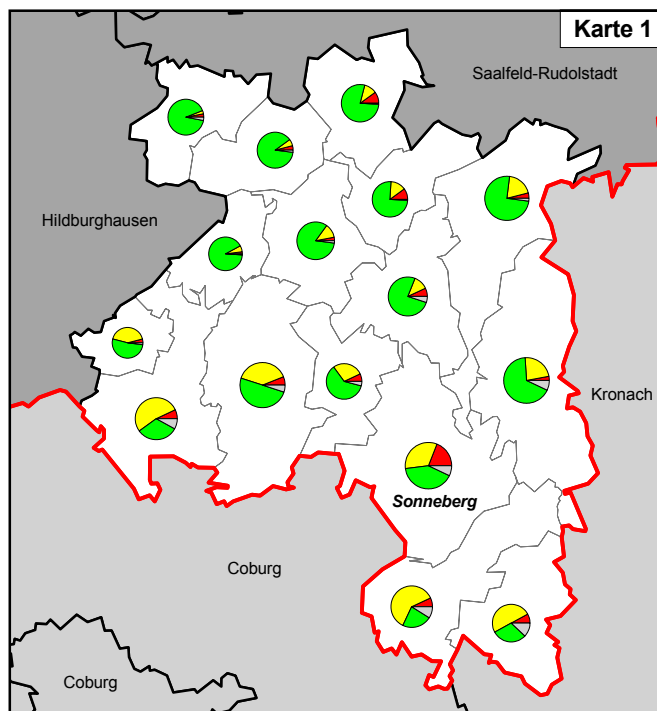 Karte 1
Saalfeld-Rudolstadt
Hildburghausen
Kronach
Sonneberg
Coburg
Coburg